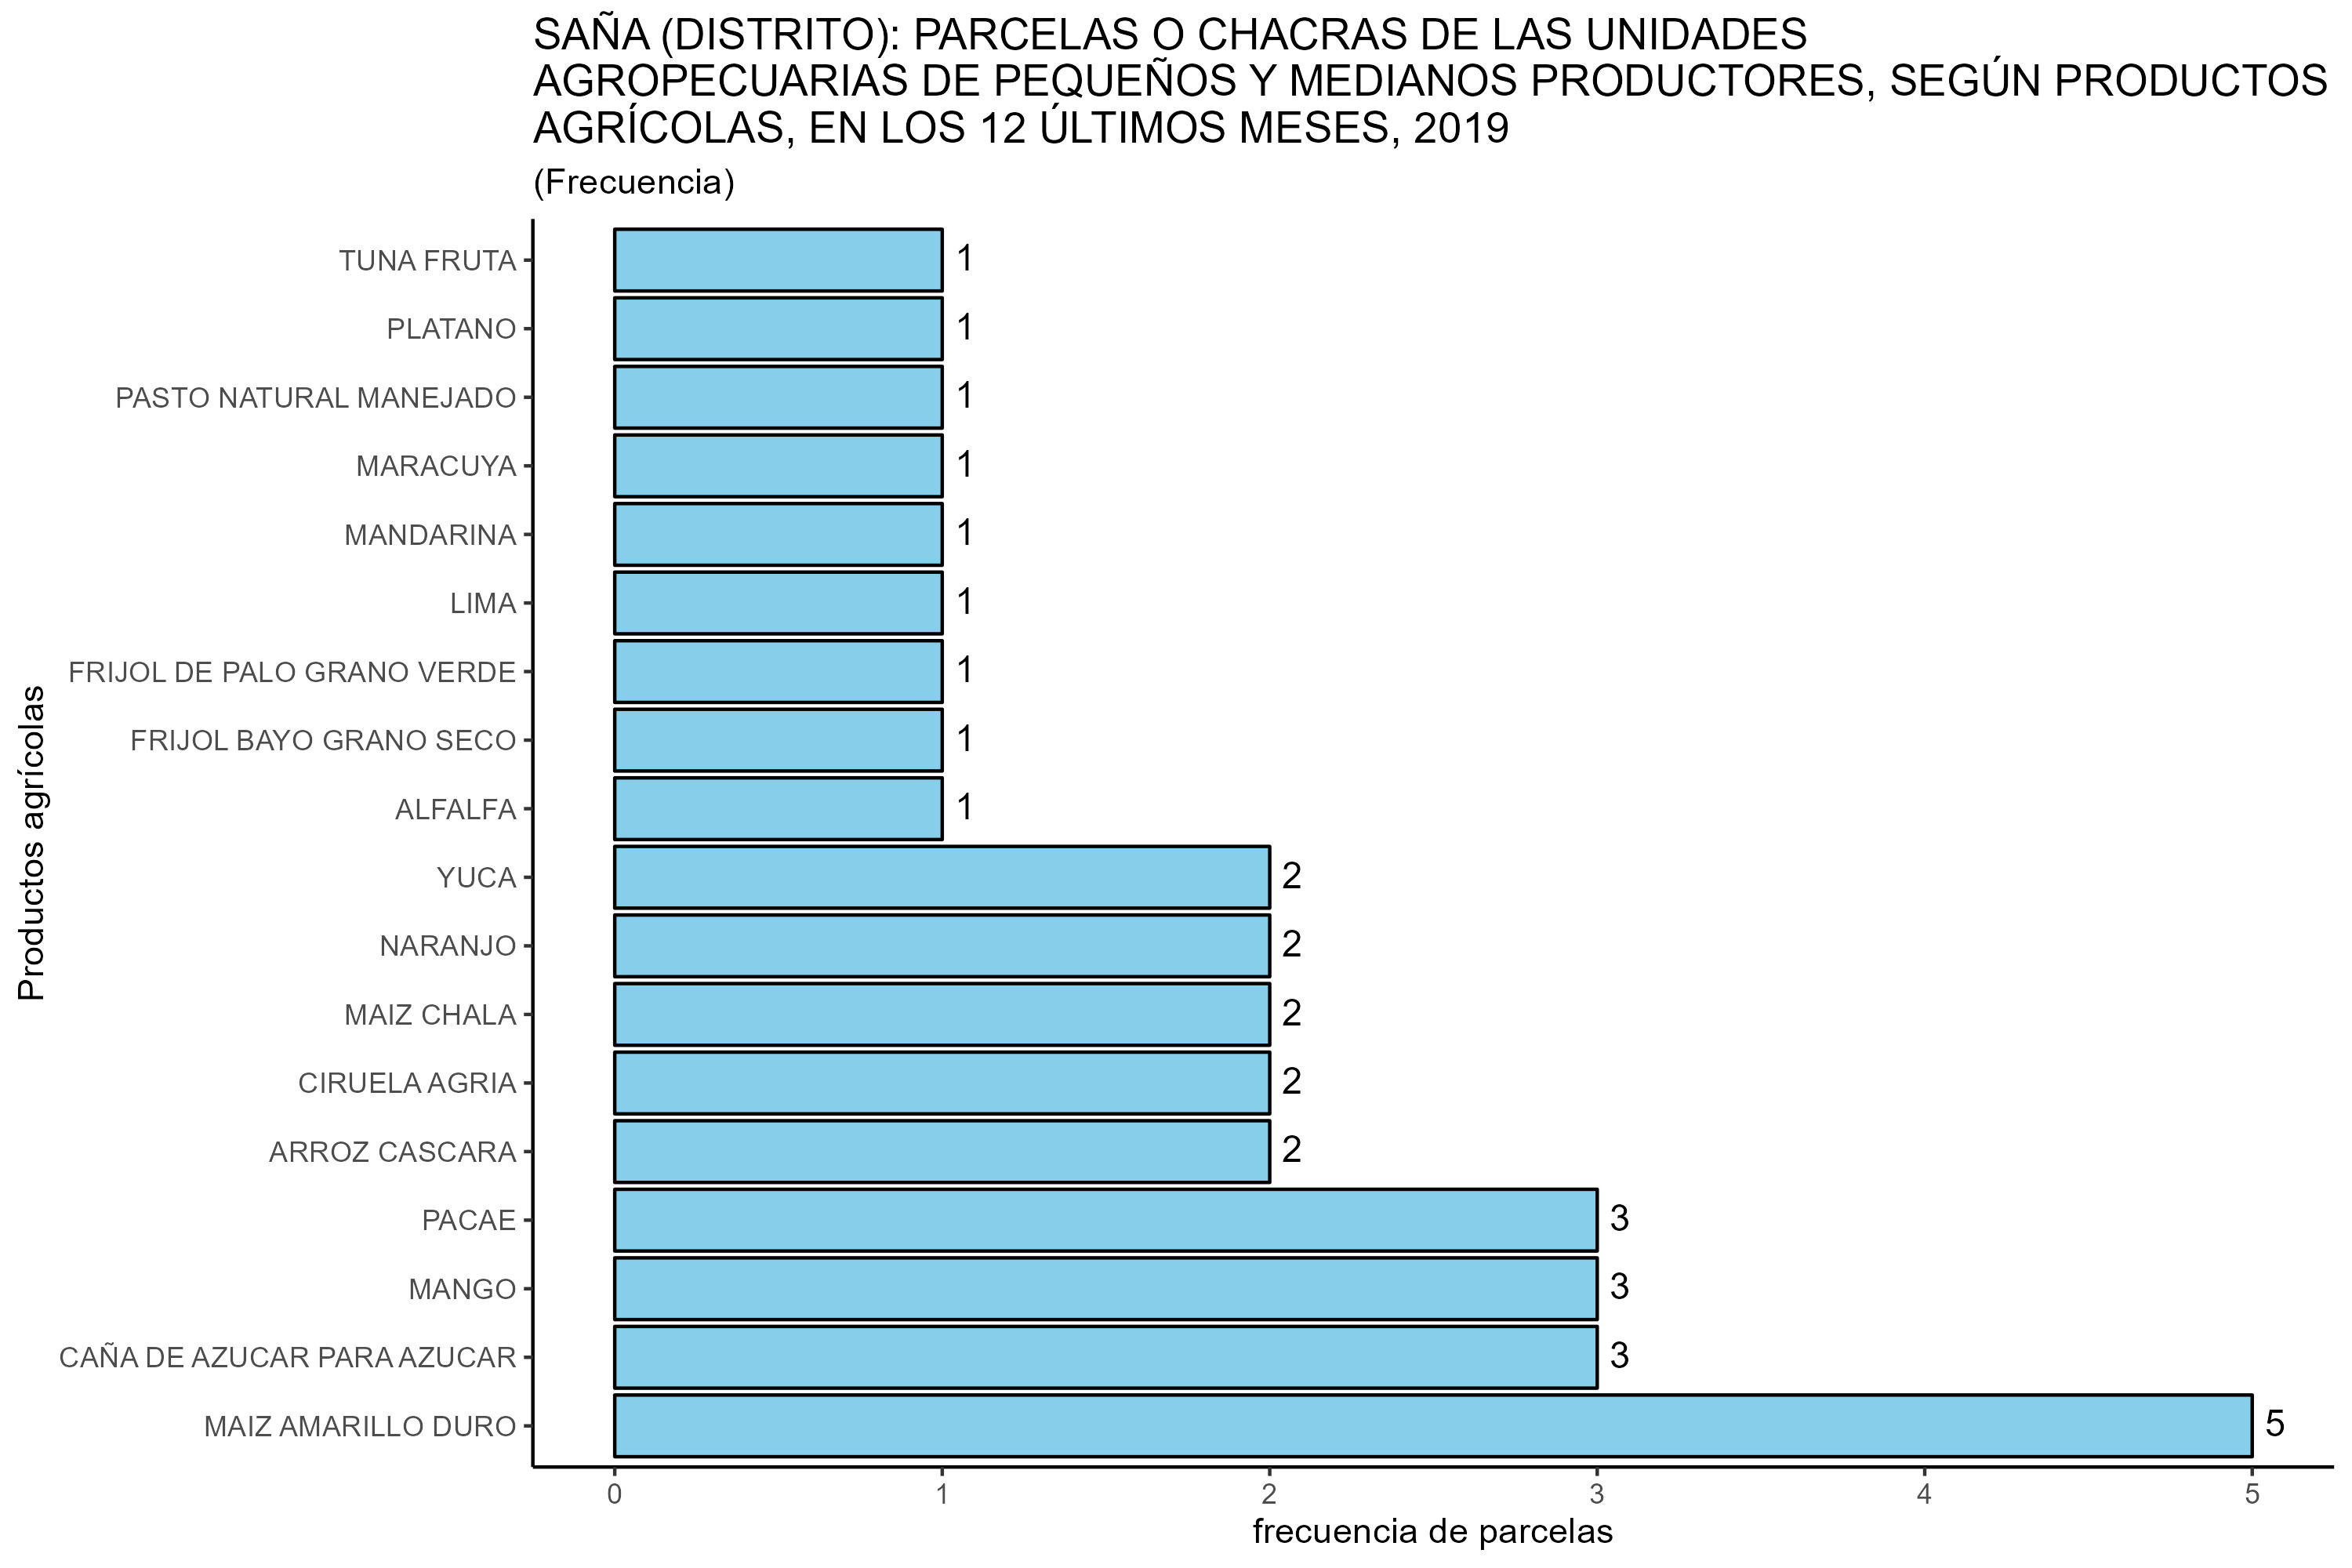 SAÑA (DISTRITO): PARCELAS O CHACRAS DE LAS UNIDADES
AGROPECUARIAS DE PEQUEÑOS Y MEDIANOS PRODUCTORES, SEGÚN PRODUCTOS
AGRÍCOLAS, EN LOS 12 ÚLTIMOS MESES, 2019
(Frecuencia)
Productos agrícolas
TUNA FRUTA 1
PLATANO 1
PASTO NATURAL MANEJADO 1
MARACUYA 1
MANDARINA 1
LIMA 1
FRIJOL DE PALO GRANO VERDE 1
FRIJOL BAYO GRANO SECO 1
ALFALFA 1
YUCA 2
NARANJO 2
MAIZ CHALA 2
CIRUELA AGRIA 2
ARROZ CASCARA 2
PACAE 3
MANGO 3
CAÑA DE AZUCAR PARA AZUCAR 3
MAIZ AMARILLO DURO 5
0 1 2 3 4 5
frecuencia de parcelas